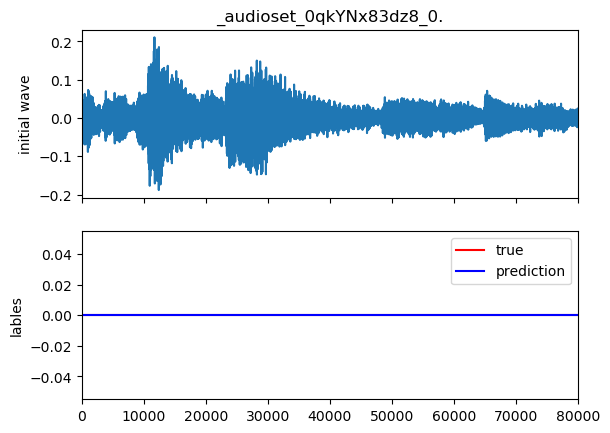 _audioset_0qkYNx83dz8_0.
0.2
0.1
0.0
−0.1
−0.2
initial wave
true
prediction
0.04
0.02
0.00
−0.02
−0.04
lables
0 10000 20000 30000 40000 50000 60000 70000 80000